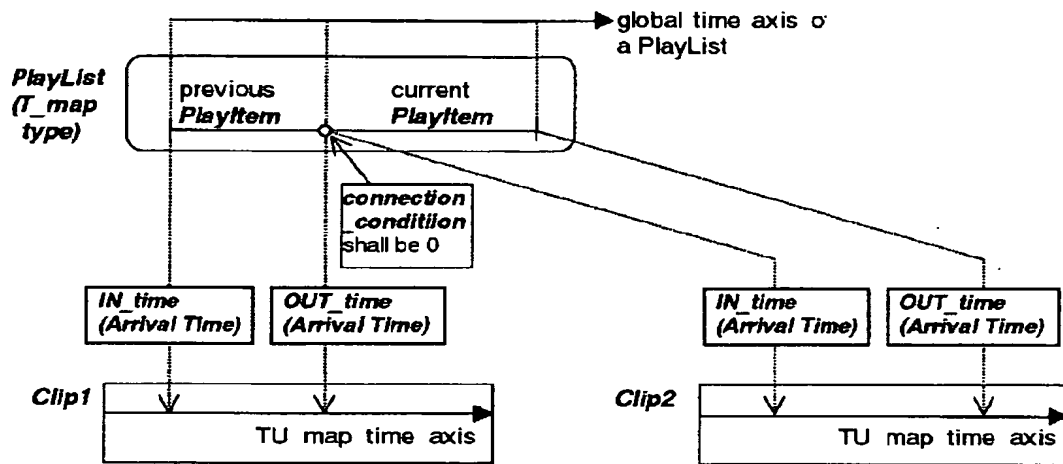 global time axis o
a PlayList
PlayList
(T_map
type)
previous
PlayItem
current
PlayItem
connection
_conditilon
shall be 0
IN_time
(Arrival Time)
OUT_time
(Arrival Time)
IN_time
(Arrival Time)
OUT_time
(Arrival Time)
Clip1
TU map time axis
Clip2
TU map time axis